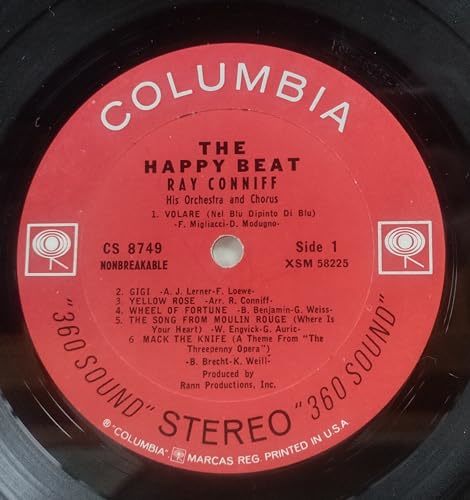 COLUMBIA
THE
HAPPY BEAT
RAY CONNIFF
His Orchestra and Chorus
1. VOLARE (Nel Blu Dipinto Di Blu)
-F. Migliacci-D. Modugno-
CS 8749
NONBREAKABLE
Side 1
XSM 58225
2. GIGI -A. J. Lerner-F. Loewe-
3. YELLOW ROSE -Arr. R. Conniff-
4. WHEEL OF FORTUNE -B. Benjamin-G. Weiss-
5. THE SONG FROM MOULIN ROUGE (Where Is
Your Heart) -W. Engvick-G. Auric-
6 MACK THE KNIFE (A Theme From "The
Threepenny Opera")
-B. Brecht-K. Weill-
Produced by
Rann Productions, Inc.
"360 SOUND" STEREO "360 SOUND"
® "COLUMBIA" MARCAS REG. PRINTED IN U.S.A.